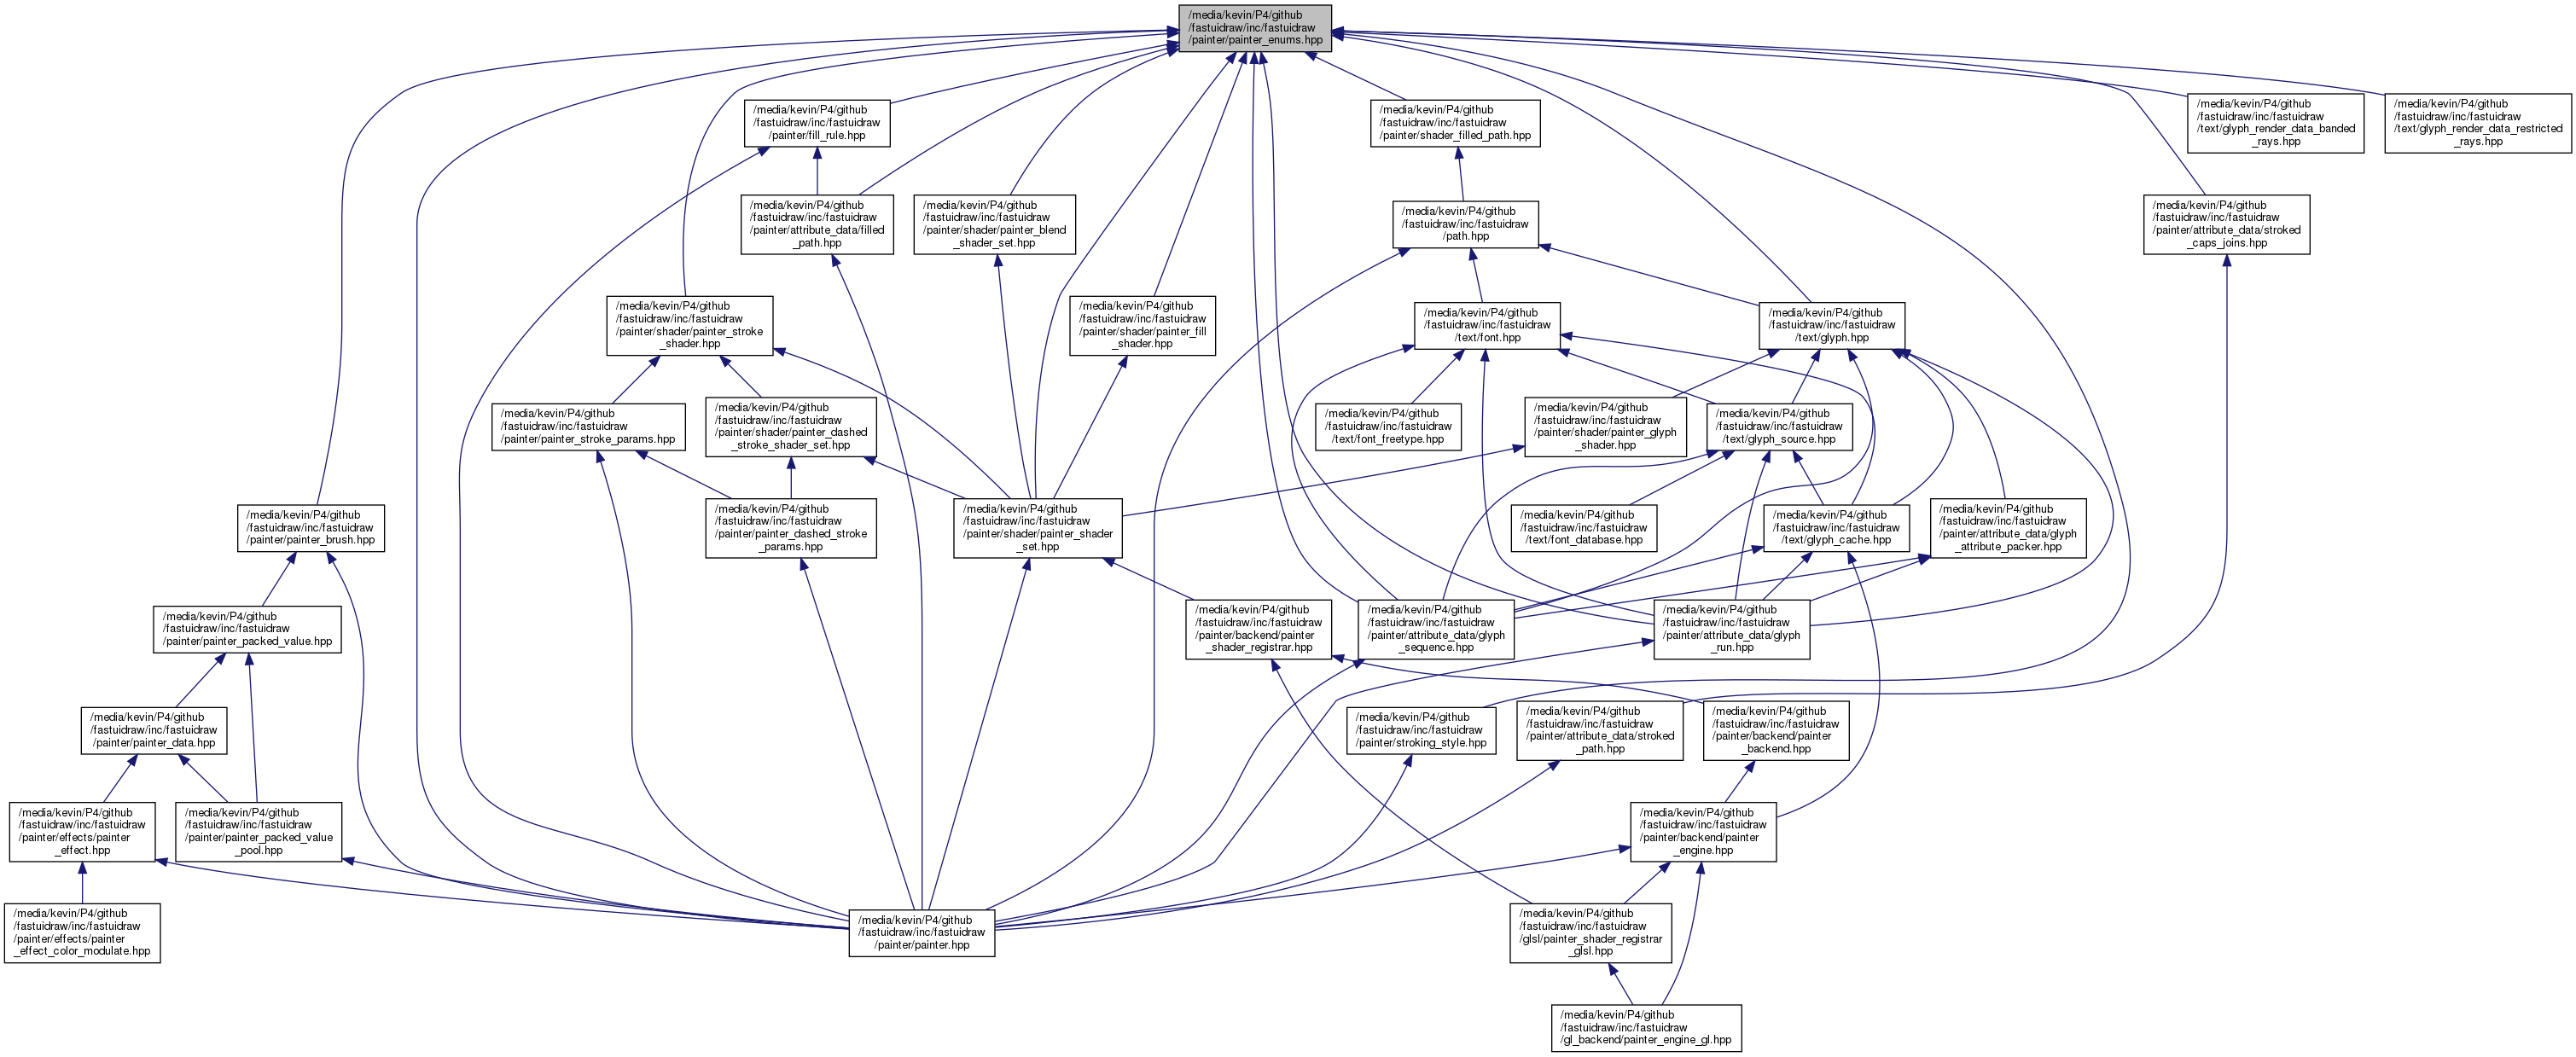 /media/kevin/P4/github
/fastuidraw/inc/fastuidraw
/painter/painter_enums.hpp
/media/kevin/P4/github
/fastuidraw/inc/fastuidraw
/painter/fill_rule.hpp
/media/kevin/P4/github
/fastuidraw/inc/fastuidraw
/painter/shader_filled_path.hpp
/media/kevin/P4/github
/fastuidraw/inc/fastuidraw
/text/glyph_render_data_banded
_rays.hpp
/media/kevin/P4/github
/fastuidraw/inc/fastuidraw
/text/glyph_render_data_restricted
_rays.hpp
/media/kevin/P4/github
/fastuidraw/inc/fastuidraw
/painter/attribute_data/filled
_path.hpp
/media/kevin/P4/github
/fastuidraw/inc/fastuidraw
/painter/shader/painter_blend
_shader_set.hpp
/media/kevin/P4/github
/fastuidraw/inc/fastuidraw
/path.hpp
/media/kevin/P4/github
/fastuidraw/inc/fastuidraw
/painter/attribute_data/stroked
_caps_joins.hpp
/media/kevin/P4/github
/fastuidraw/inc/fastuidraw
/painter/shader/painter_stroke
_shader.hpp
/media/kevin/P4/github
/fastuidraw/inc/fastuidraw
/painter/shader/painter_fill
_shader.hpp
/media/kevin/P4/github
/fastuidraw/inc/fastuidraw
/text/font.hpp
/media/kevin/P4/github
/fastuidraw/inc/fastuidraw
/text/glyph.hpp
/media/kevin/P4/github
/fastuidraw/inc/fastuidraw
/painter/painter_stroke_params.hpp
/media/kevin/P4/github
/fastuidraw/inc/fastuidraw
/painter/shader/painter_dashed
_stroke_shader_set.hpp
/media/kevin/P4/github
/fastuidraw/inc/fastuidraw
/text/font_freetype.hpp
/media/kevin/P4/github
/fastuidraw/inc/fastuidraw
/painter/shader/painter_glyph
_shader.hpp
/media/kevin/P4/github
/fastuidraw/inc/fastuidraw
/text/glyph_source.hpp
/media/kevin/P4/github
/fastuidraw/inc/fastuidraw
/painter/painter_brush.hpp
/media/kevin/P4/github
/fastuidraw/inc/fastuidraw
/painter/painter_dashed_stroke
_params.hpp
/media/kevin/P4/github
/fastuidraw/inc/fastuidraw
/painter/shader/painter_shader
_set.hpp
/media/kevin/P4/github
/fastuidraw/inc/fastuidraw
/text/font_database.hpp
/media/kevin/P4/github
/fastuidraw/inc/fastuidraw
/text/glyph_cache.hpp
/media/kevin/P4/github
/fastuidraw/inc/fastuidraw
/painter/attribute_data/glyph
_attribute_packer.hpp
/media/kevin/P4/github
/fastuidraw/inc/fastuidraw
/painter/painter_packed_value.hpp
/media/kevin/P4/github
/fastuidraw/inc/fastuidraw
/painter/backend/painter
_shader_registrar.hpp
/media/kevin/P4/github
/fastuidraw/inc/fastuidraw
/painter/attribute_data/glyph
_sequence.hpp
/media/kevin/P4/github
/fastuidraw/inc/fastuidraw
/painter/attribute_data/glyph
_run.hpp
/media/kevin/P4/github
/fastuidraw/inc/fastuidraw
/painter/painter_data.hpp
/media/kevin/P4/github
/fastuidraw/inc/fastuidraw
/painter/stroking_style.hpp
/media/kevin/P4/github
/fastuidraw/inc/fastuidraw
/painter/attribute_data/stroked
_path.hpp
/media/kevin/P4/github
/fastuidraw/inc/fastuidraw
/painter/backend/painter
_backend.hpp
/media/kevin/P4/github
/fastuidraw/inc/fastuidraw
/painter/effects/painter
_effect.hpp
/media/kevin/P4/github
/fastuidraw/inc/fastuidraw
/painter/painter_packed_value
_pool.hpp
/media/kevin/P4/github
/fastuidraw/inc/fastuidraw
/painter/backend/painter
_engine.hpp
/media/kevin/P4/github
/fastuidraw/inc/fastuidraw
/painter/effects/painter
_effect_color_modulate.hpp
/media/kevin/P4/github
/fastuidraw/inc/fastuidraw
/painter/painter.hpp
/media/kevin/P4/github
/fastuidraw/inc/fastuidraw
/glsl/painter_shader_registrar
_glsl.hpp
/media/kevin/P4/github
/fastuidraw/inc/fastuidraw
/gl_backend/painter_engine_gl.hpp